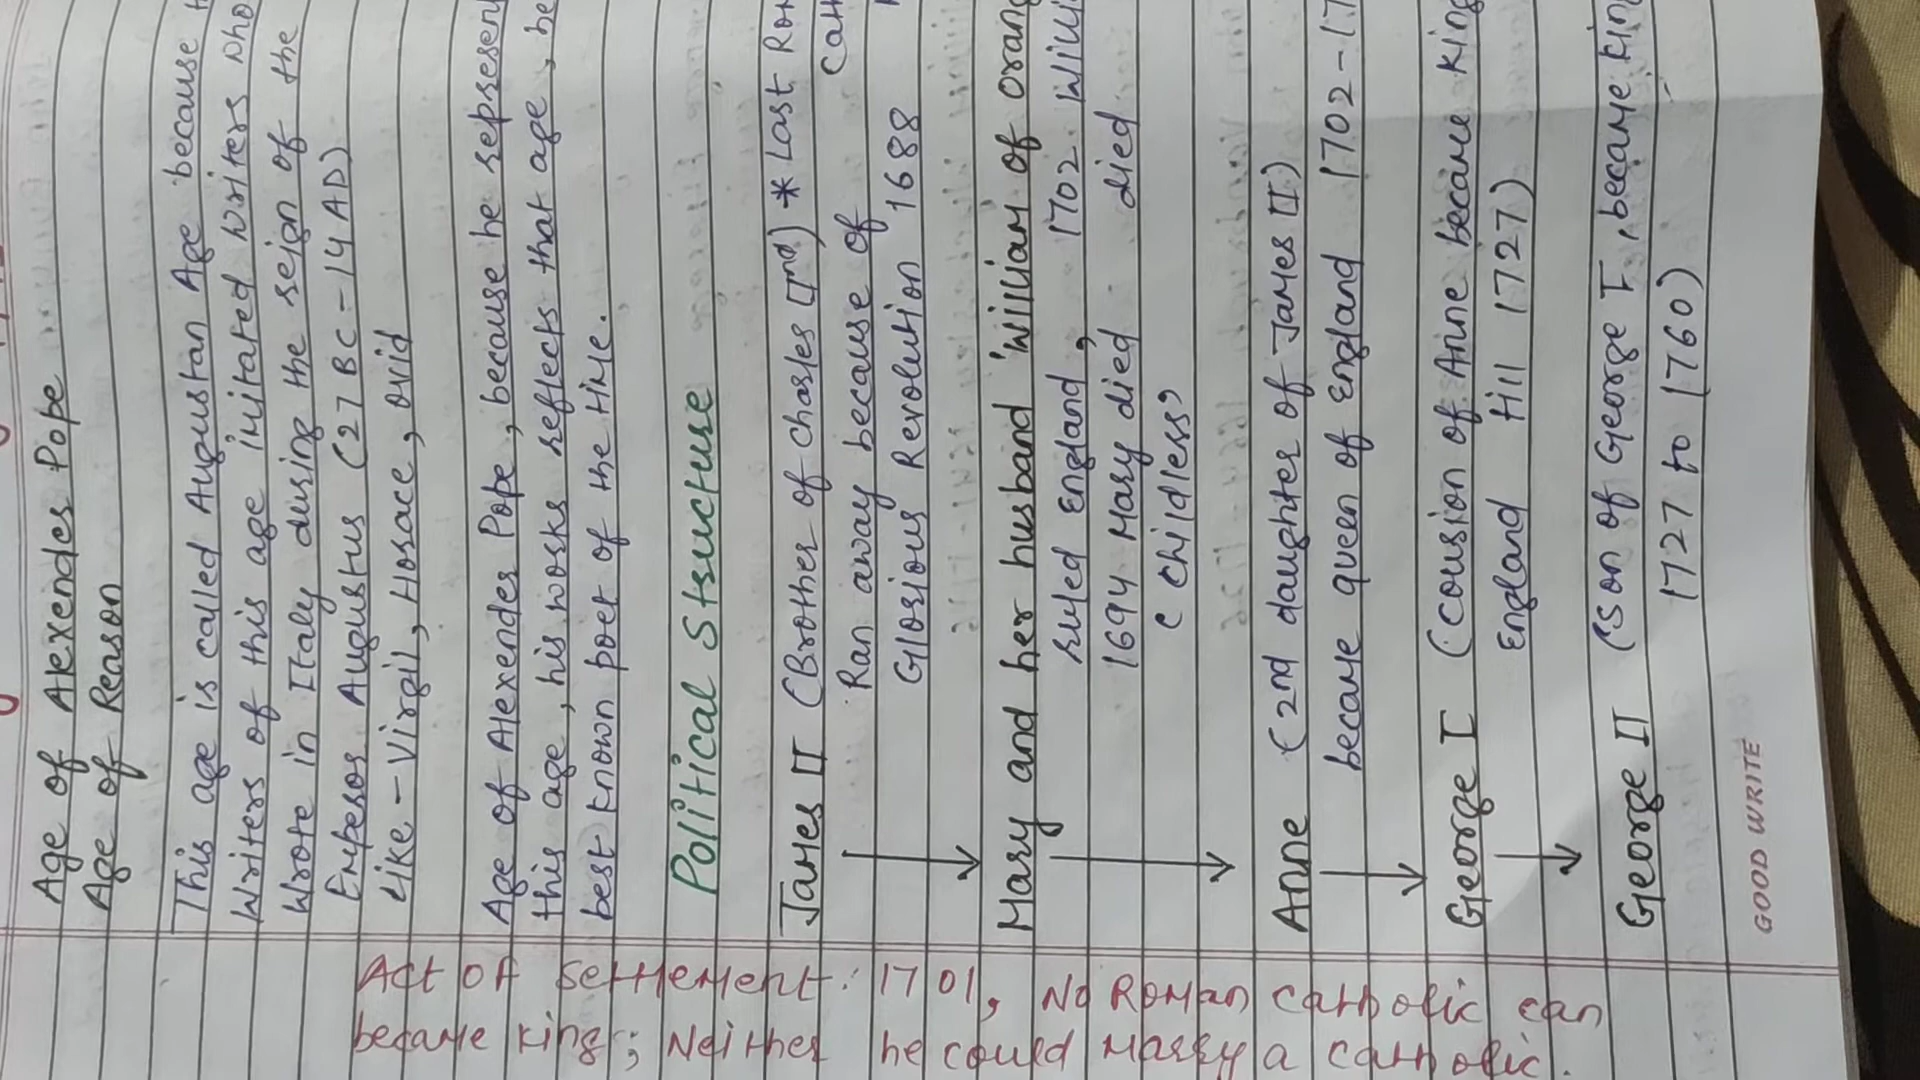 Age of Alexendes Pope
Age of Reason
This age is called Augustan Age because
Writers of this age imitated writers who
wrote in Italy during the reign of the
Emperor Augustus (27 BC - 14 AD)
like - Virgil, Horace, ovid
Age of Alexendes Pope, because he represen
this age, his works reflects that age, he
best known poet of the time.
Political Structure
James II (Brother of charles IInd) * Last Ro
Cath
Ran away because of
Glorious Revolution 1688
Mary and her husband 'William of orang
ruled England, 1702 Willi
1694 Mary died died
( childless)
Anne (2nd daughter of James II)
became queen of England 1702-17
George I (Cousion of Anne became king
England till 1727)
George II (son of George I, became kin
1727 to 1760)
GOOD WRITE
Act of settlement: 1701, No Roman catholic can
became king; Neither he could marry a catholic.